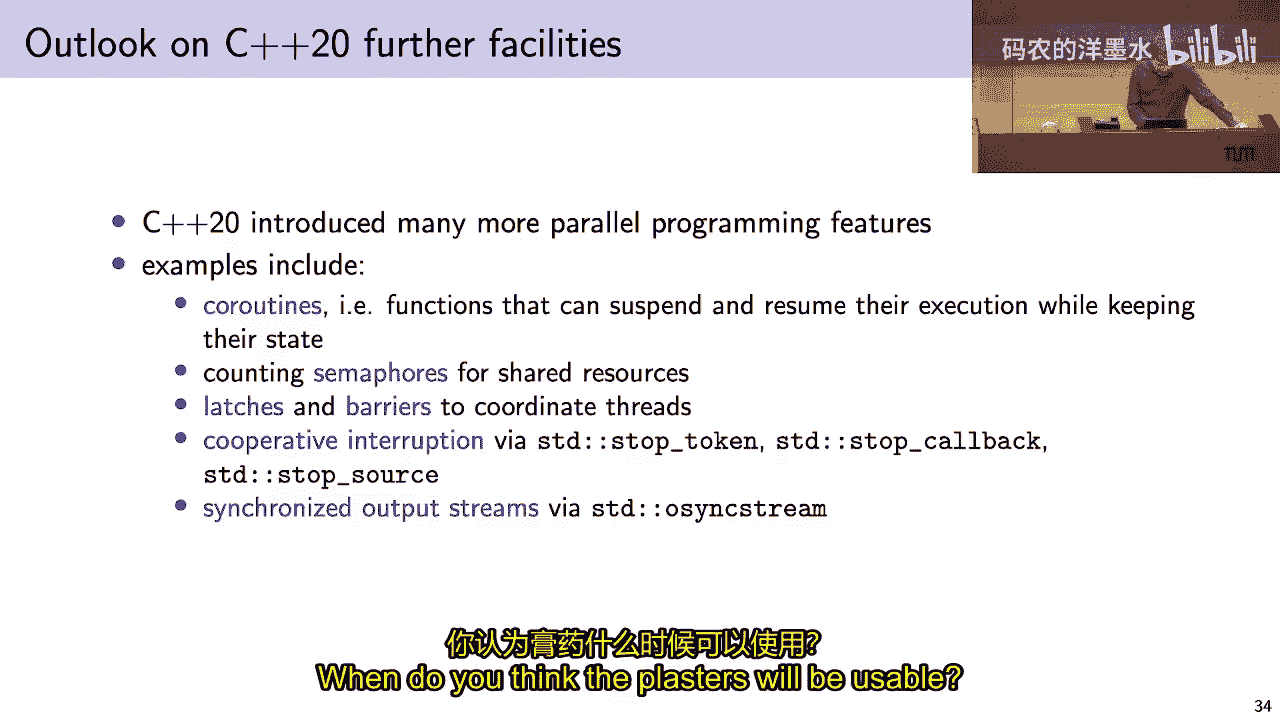 Outlook on C++20 further facilities
码农的洋墨水 bilibili
TUM
• C++20 introduced many more parallel programming features
• examples include:
• coroutines, i.e. functions that can suspend and resume their execution while keeping
their state
• counting semaphores for shared resources
• latches and barriers to coordinate threads
• cooperative interruption via std::stop_token, std::stop_callback,
std::stop_source
• synchronized output streams via std::osyncstream
你认为膏药什么时候可以使用?
When do you think the plasters will be usable?
34